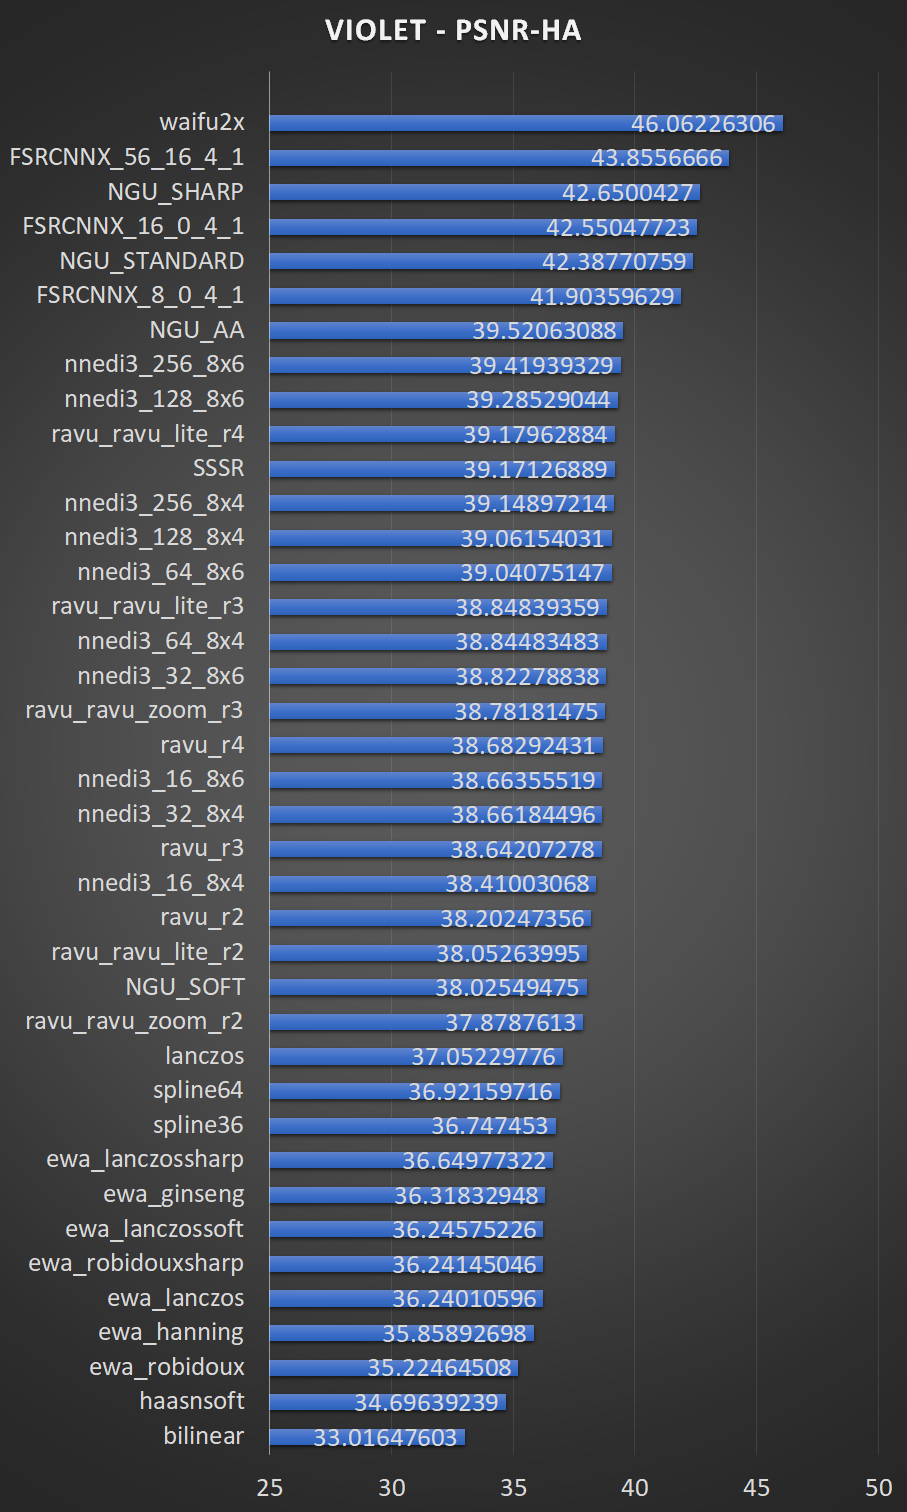 VIOLET - PSNR-HA
waifu2x 46.06226306
FSRCNNX_56_16_4_1 43.8556666
NGU_SHARP 42.6500427
FSRCNNX_16_0_4_1 42.55047723
NGU_STANDARD 42.38770759
FSRCNNX_8_0_4_1 41.90359629
NGU_AA 39.52063088
nnedi3_256_8x6 39.41939329
nnedi3_128_8x6 39.28529044
ravu_ravu_lite_r4 39.17962884
SSSR 39.17126889
nnedi3_256_8x4 39.14897214
nnedi3_128_8x4 39.06154031
nnedi3_64_8x6 39.04075147
ravu_ravu_lite_r3 38.84839359
nnedi3_64_8x4 38.84483483
nnedi3_32_8x6 38.82278838
ravu_ravu_zoom_r3 38.78181475
ravu_r4 38.68292431
nnedi3_16_8x6 38.66355519
nnedi3_32_8x4 38.66184496
ravu_r3 38.64207278
nnedi3_16_8x4 38.41003068
ravu_r2 38.20247356
ravu_ravu_lite_r2 38.05263995
NGU_SOFT 38.02549475
ravu_ravu_zoom_r2 37.8787613
lanczos 37.05229776
spline64 36.92159716
spline36 36.747453
ewa_lanczossharp 36.64977322
ewa_ginseng 36.31832948
ewa_lanczossoft 36.24575226
ewa_robidouxsharp 36.24145046
ewa_lanczos 36.24010596
ewa_hanning 35.85892698
ewa_robidoux 35.22464508
haasnsoft 34.69639239
bilinear 33.01647603
25 30 35 40 45 50